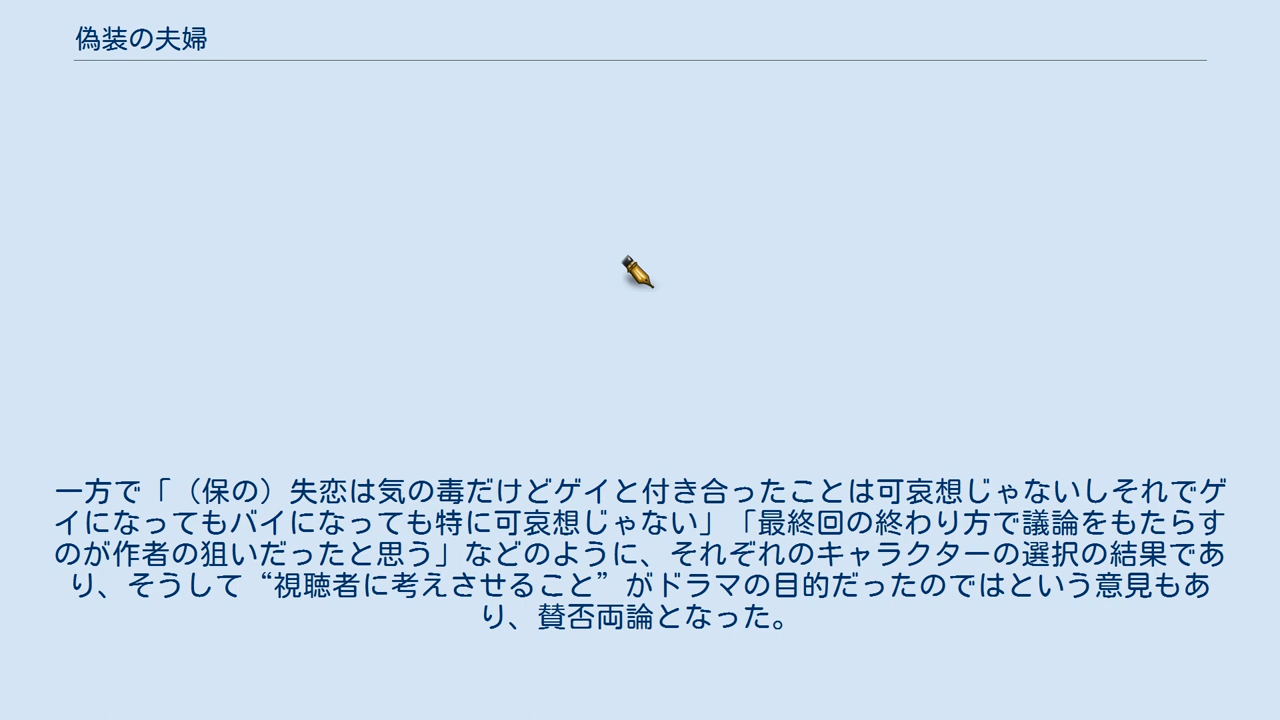 偽装の夫婦
一方で「（保の）失恋は気の毒だけどゲイと付き合ったことは可哀想じゃないしそれでゲ
イになってもバイになっても特に可哀想じゃない」「最終回の終わり方で議論をもたらす
のが作者の狙いだったと思う」などのように、それぞれのキャラクターの選択の結果であ
り、そうして“視聴者に考えさせること”がドラマの目的だったのではという意見もあ
り、賛否両論となった。